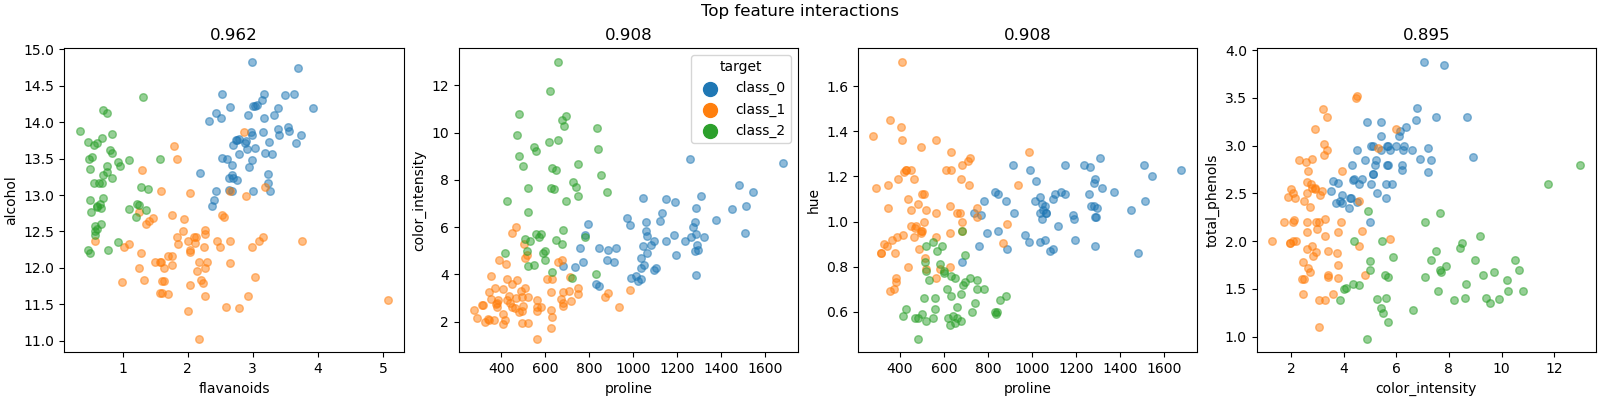 Top feature interactions
0.962
15.0
14.5
14.0
13.5
13.0
12.5
12.0
11.5
11.0
alcohol
1 2 3 4 5
flavanoids
0.908
12
10
8
6
4
2
color_intensity
target
class_0
class_1
class_2
400 600 800 1000 1200 1400 1600
proline
0.908
1.6
1.4
1.2
1.0
0.8
0.6
hue
400 600 800 1000 1200 1400 1600
proline
0.895
4.0
3.5
3.0
2.5
2.0
1.5
1.0
total_phenols
2 4 6 8 10 12
color_intensity